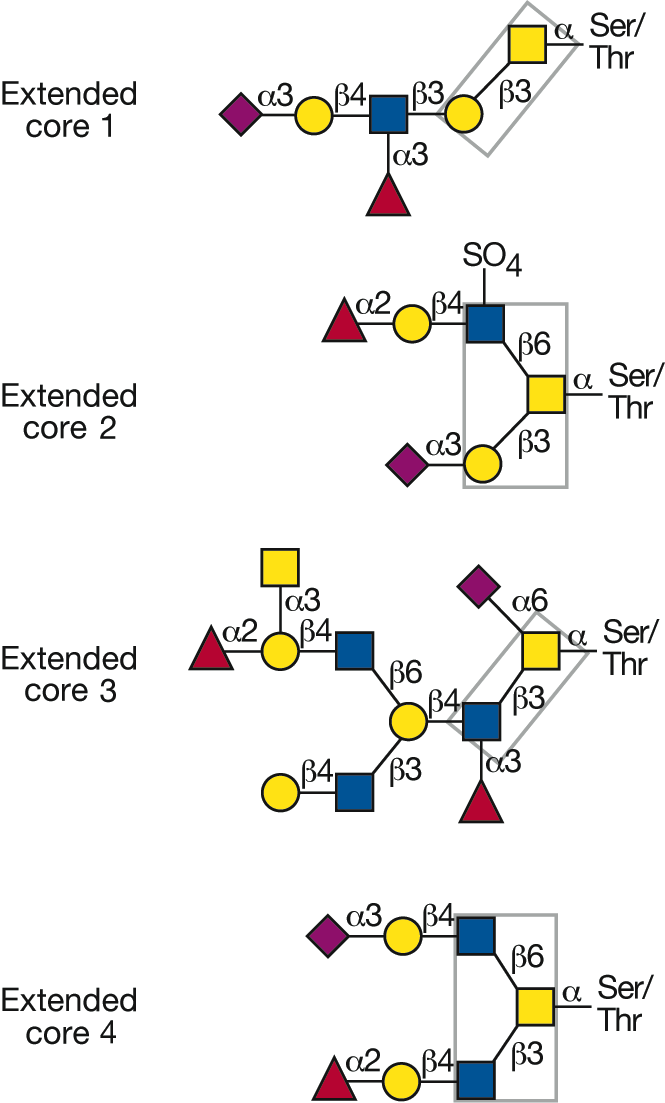 Extended
core 1
α3
β4
β3
α3
β3
α
Ser/
Thr
Extended
core 2
SO4
α2
β4
β6
α
Ser/
Thr
α3
β3
Extended
core 3
α3
α2
β4
β6
β4
β3
β4
α6
α
Ser/
Thr
β3
α3
Extended
core 4
α3
β4
β6
α
Ser/
Thr
α2
β4
β3